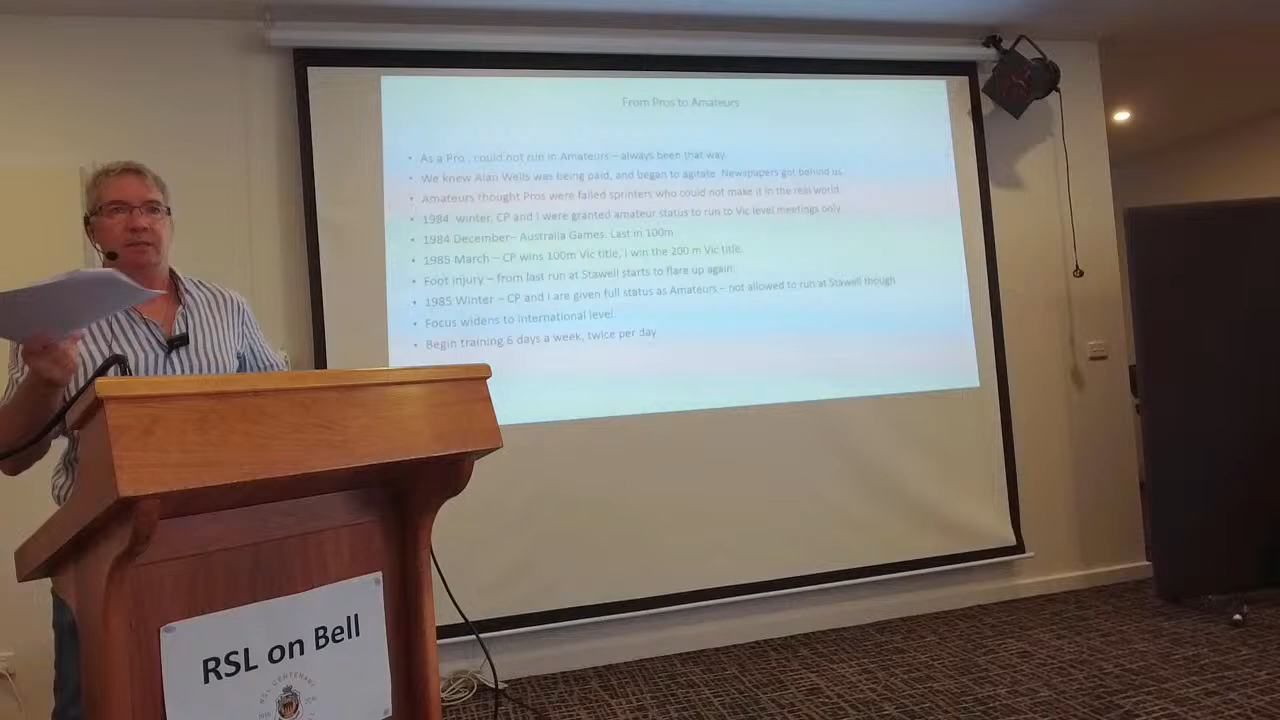 From Pros to Amateurs
• As a Pro , could not run in Amateurs – always been that way.
• We knew Alan Wells was being paid, and began to agitate. Newspapers got behind us.
• Amateurs thought Pros were failed sprinters who could not make it in the real world
• 1984 winter, CP and I were granted amateur status to run to Vic level meetings only
• 1984 December– Australia Games. Last in 100m
• 1985 March – CP wins 100m Vic title, I win the 200 m Vic title.
• Foot injury – from last run at Stawell starts to flare up again
• 1985 Winter – CP and I are given full status as Amateurs – not allowed to run at Stawell though
• Focus widens to international level.
• Begin training 6 days a week, twice per day
RSL on Bell
RSL CENTENARY